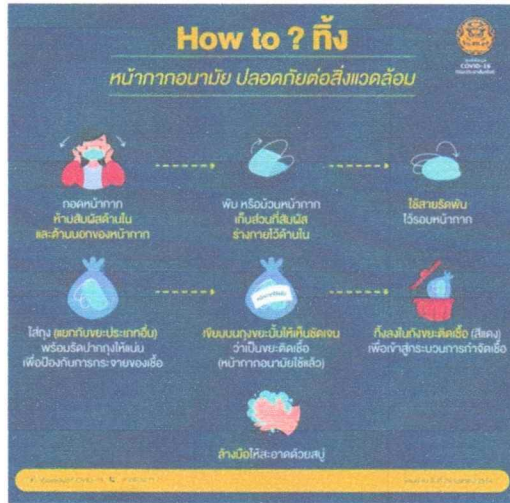 How to ? ทิ้ง
หน้ากากอนามัย ปลอดภัยต่อสิ่งแวดล้อม
COVID-19
ถอดหน้ากาก
ห้ามสัมผัสด้านใน
และด้านนอกของหน้ากาก
พับ หรือม้วนหน้ากาก
เก็บส่วนที่สัมผัส
ร่างกายไว้ด้านใน
ใช้สายรัดพัน
ไว้รอบหน้ากาก
ใส่ถุง (แยกกับขยะประเภทอื่น)
พร้อมรัดปากถุงให้แน่น
เพื่อป้องกันการกระจายของเชื้อ
เขียนบนถุงขยะนั้นให้เห็นชัดเจน
ว่าเป็นขยะติดเชื้อ
(หน้ากากอนามัยใช้แล้ว)
ทิ้งลงในถังขยะติดเชื้อ (สีแดง)
เพื่อเข้าสู่กระบวนการกำจัดเชื้อ
ล้างมือให้สะอาดด้วยสบู่